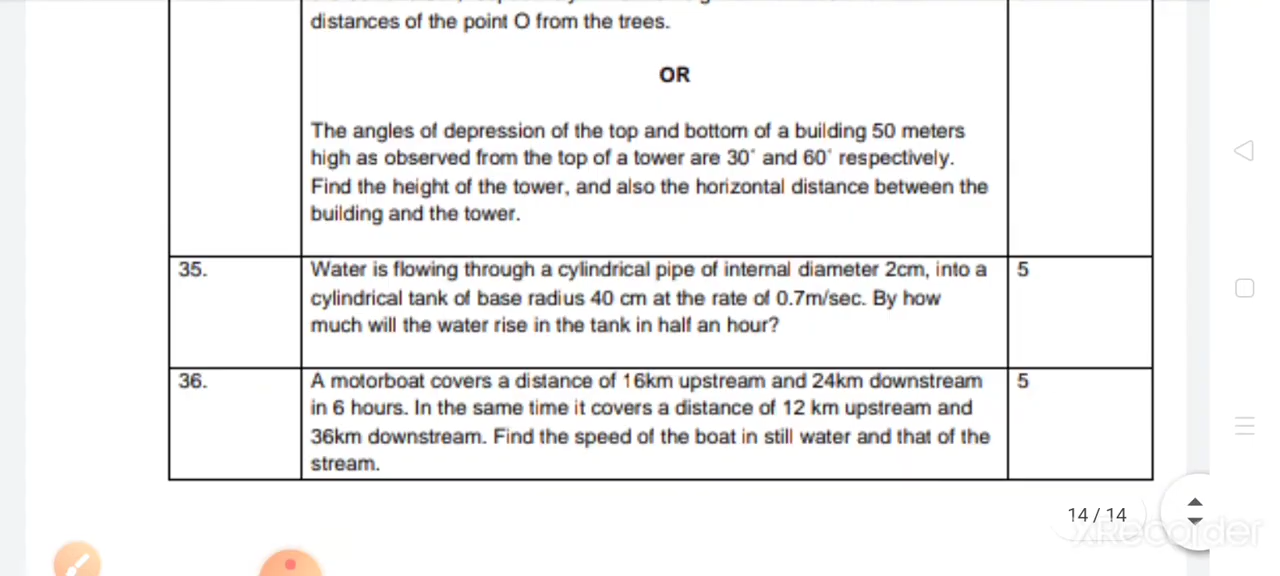 distances of the point O from the trees.
OR
The angles of depression of the top and bottom of a building 50 meters
high as observed from the top of a tower are 30˚ and 60˚ respectively.
Find the height of the tower, and also the horizontal distance between the
building and the tower.
35.
Water is flowing through a cylindrical pipe of internal diameter 2cm, into a
cylindrical tank of base radius 40 cm at the rate of 0.7m/sec. By how
much will the water rise in the tank in half an hour?
5
36.
A motorboat covers a distance of 16km upstream and 24km downstream
in 6 hours. In the same time it covers a distance of 12 km upstream and
36km downstream. Find the speed of the boat in still water and that of the
stream.
5
14 / 14
XRecorder